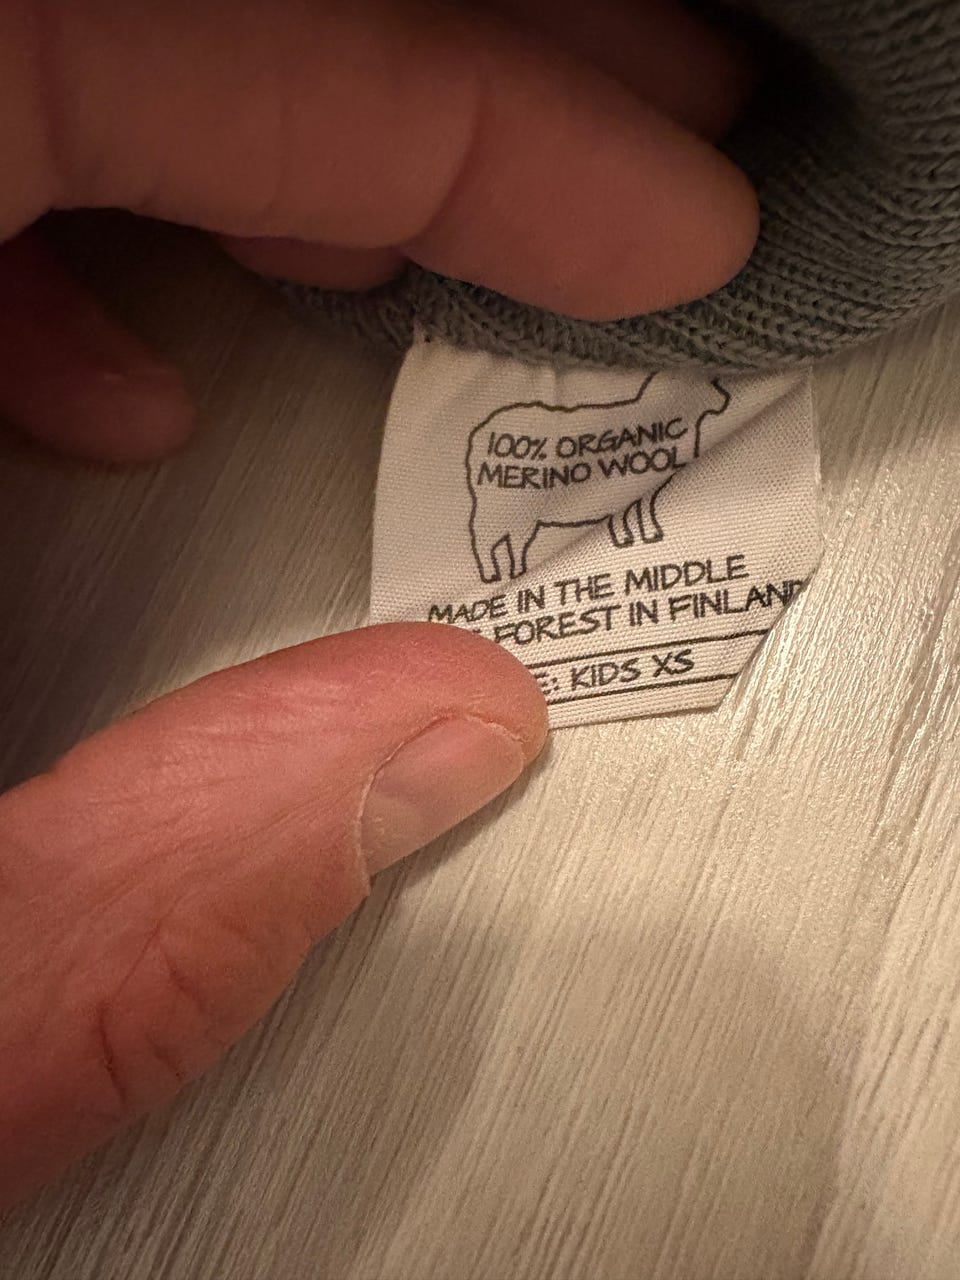 100% ORGANIC
MERINO WOOL
MADE IN THE MIDDLE
FOREST IN FINLAND
E: KIDS XS